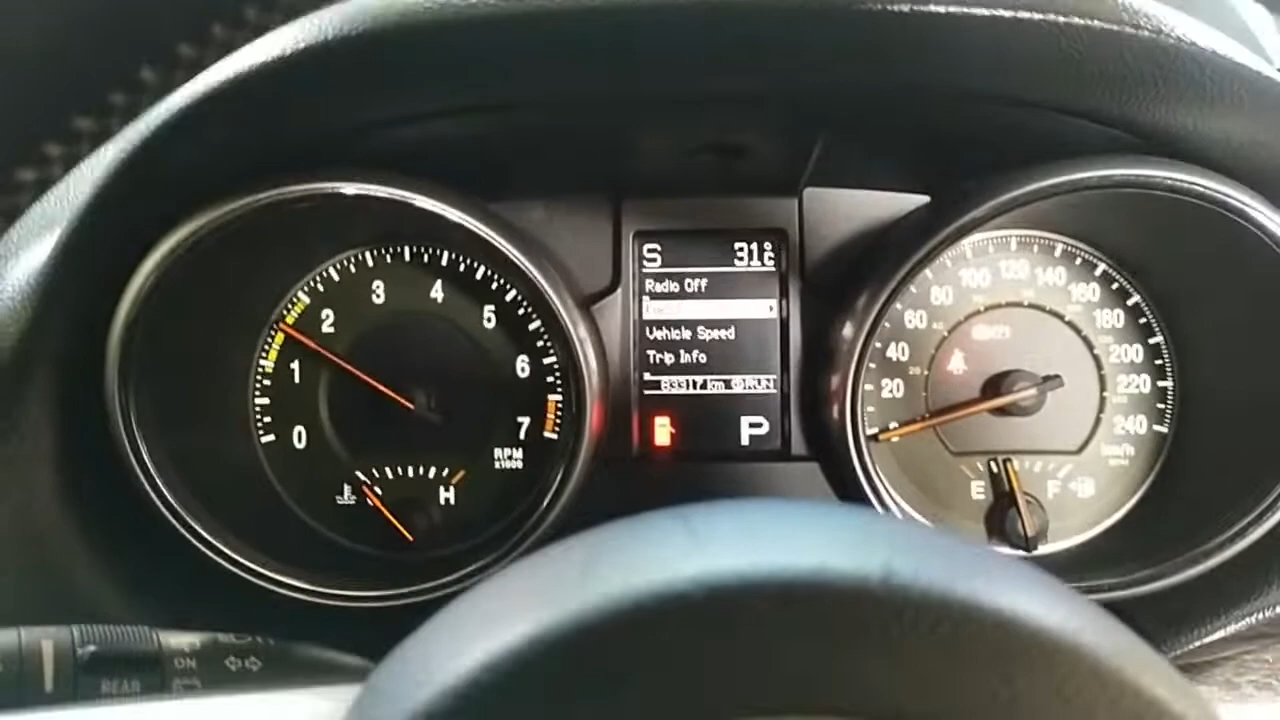 S 31°C
Radio Off
Vehicle Speed
Trip Info
83317 km RUN
P
0 1 2 3 4 5 6 7
RPM
x1000
H
20 40 60 80 100 120 140 160 180 200 220 240
km/h
E F
ON
REAR